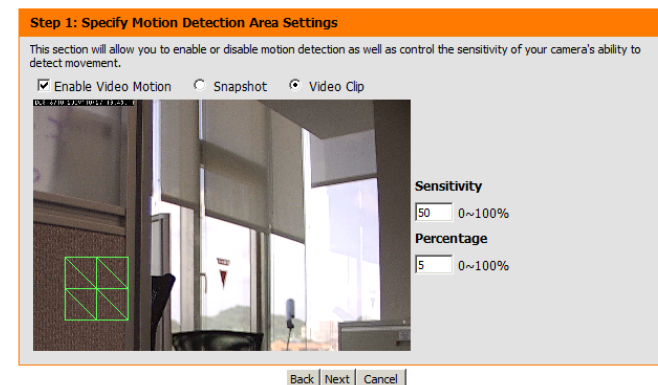 Step 1: Specify Motion Detection Area Settings
This section will allow you to enable or disable motion detection as well as control the sensitivity of your camera's ability to
detect movement.
Enable Video Motion Snapshot Video Clip
Sensitivity
50 0~100%
Percentage
5 0~100%
Back Next Cancel